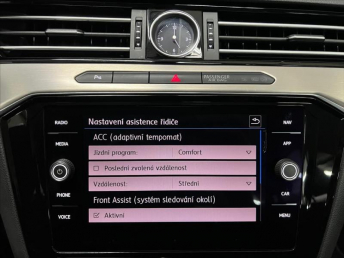 PASSENGER
RADIO
MEDIA
PHONE
VOICE
Nastavení asistence řidiče
ACC (adaptivní tempomat)
Jízdní program: Comfort
Poslední zvolená vzdálenost
Vzdálenost: Střední
Front Assist (systém sledování okolí)
Aktivní
NAV
APP
CAR
MENU